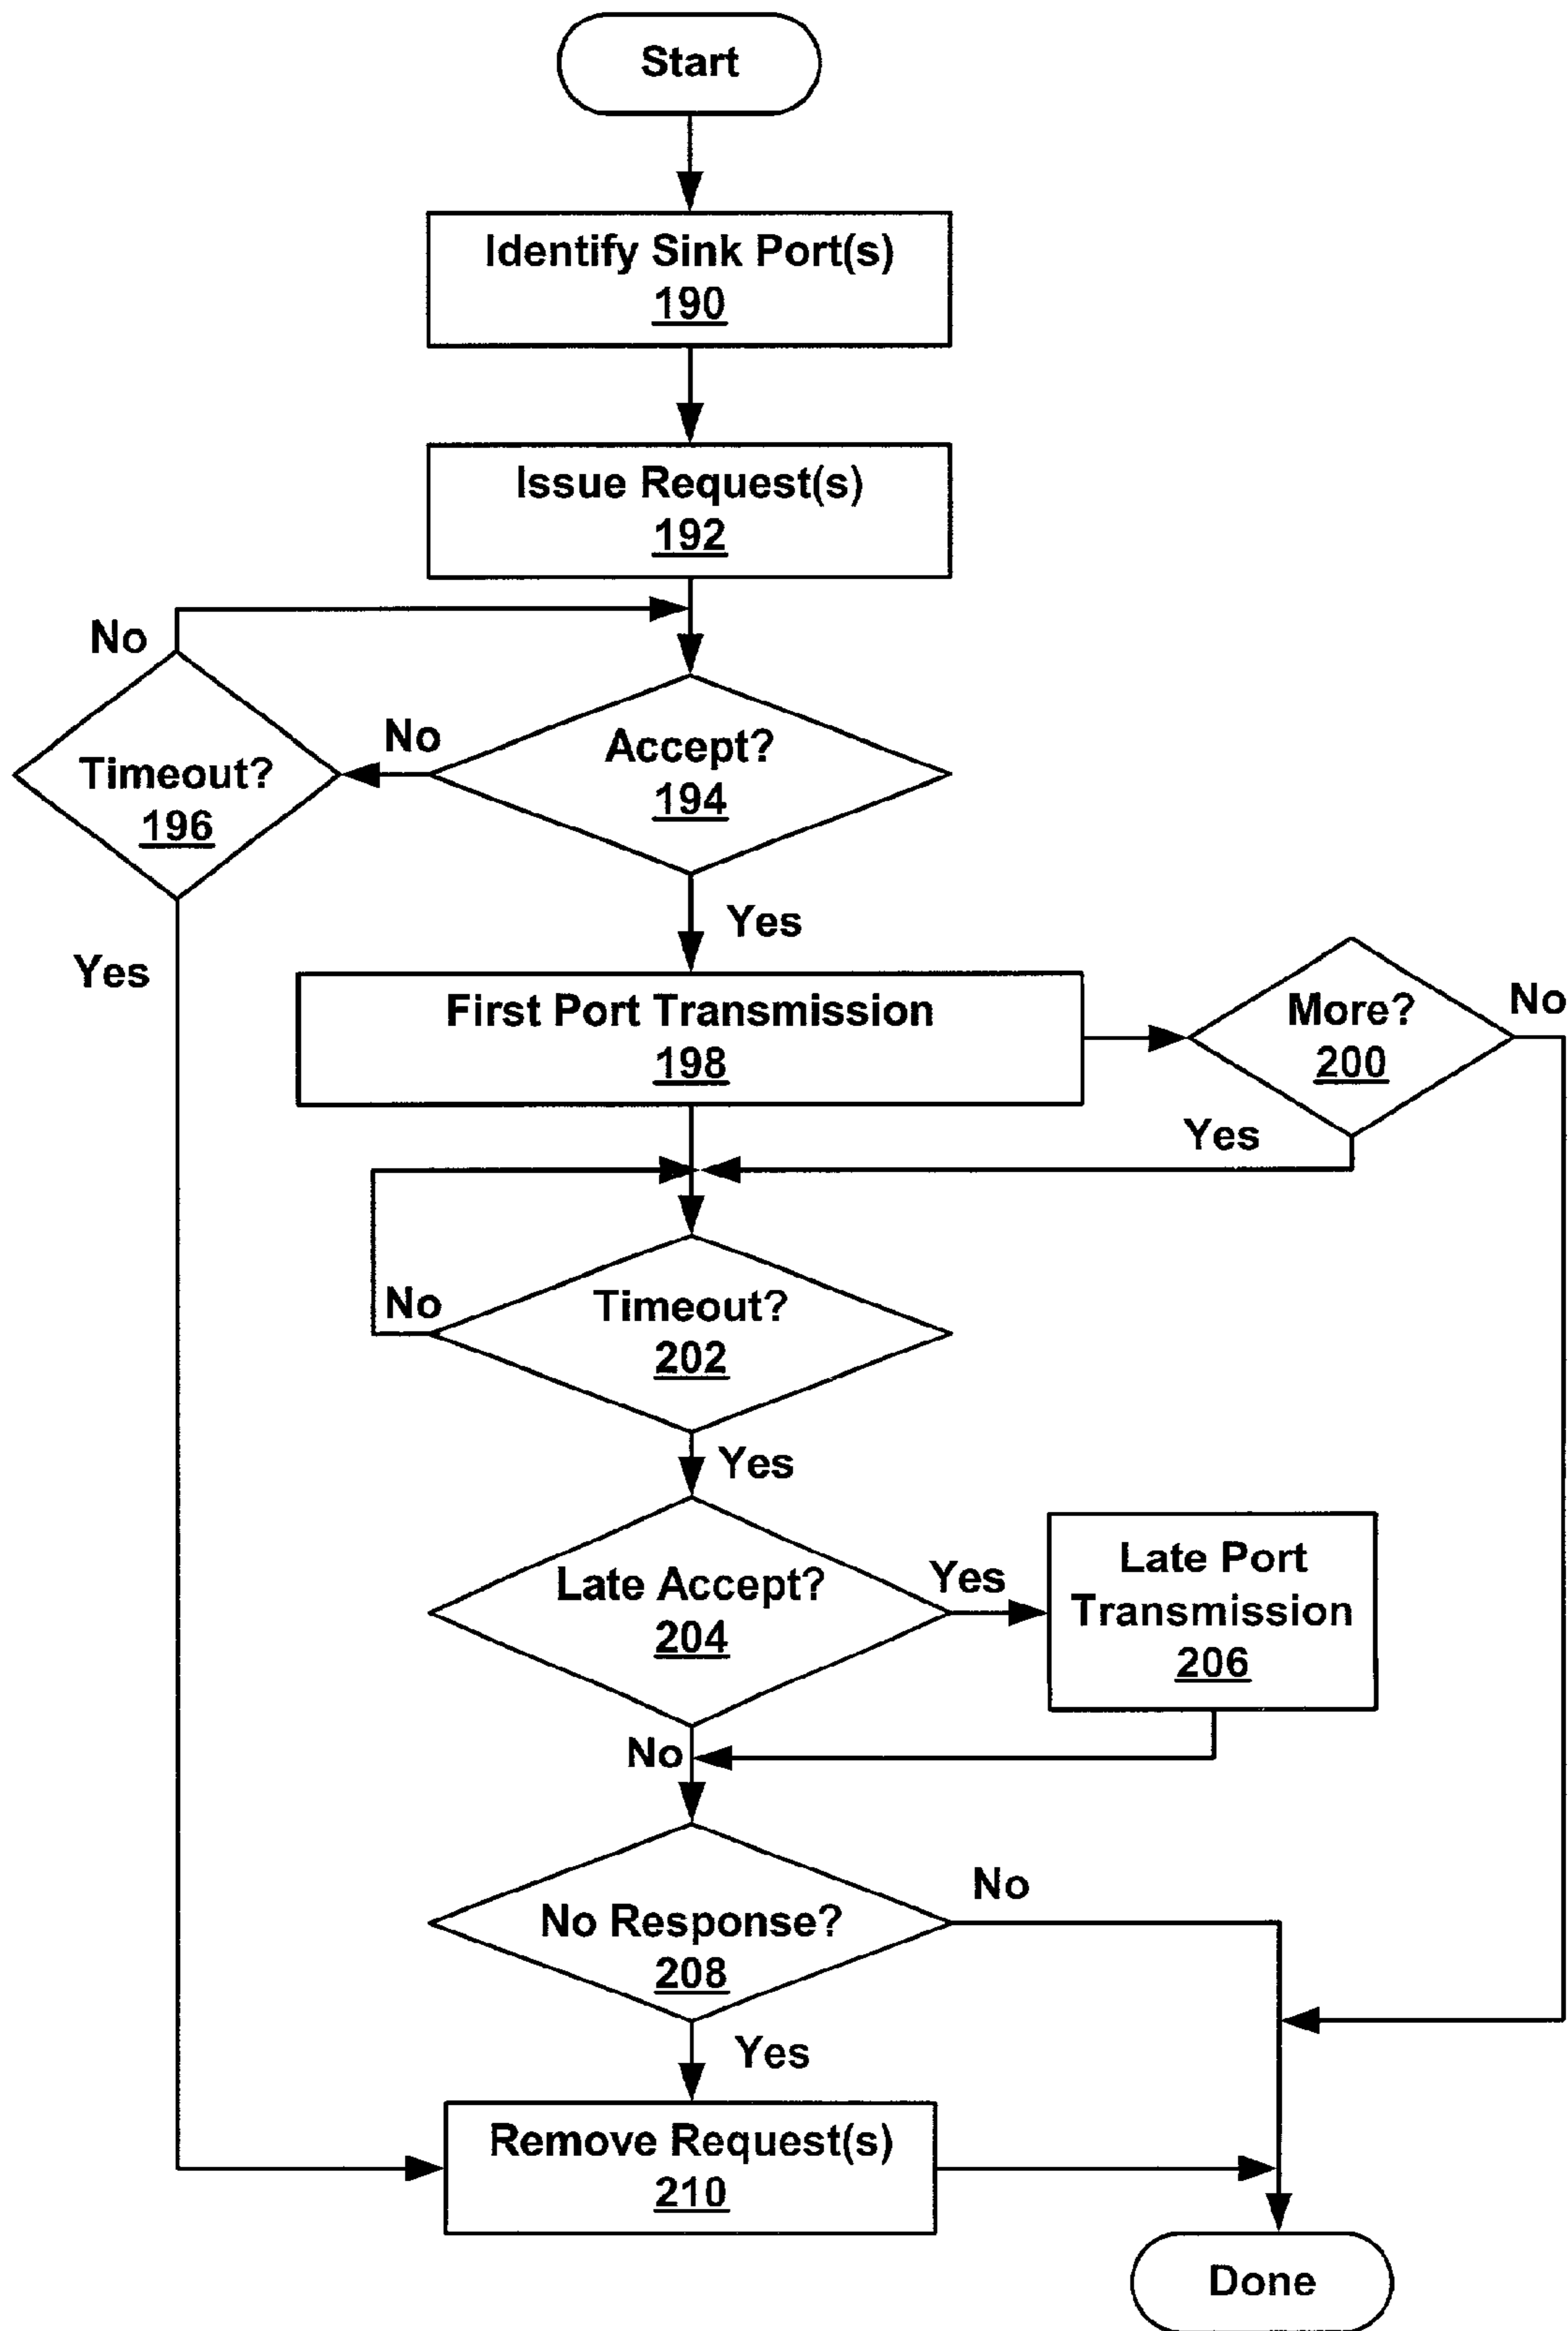 Start
Identify Sink Port(s)
190
Issue Request(s)
192
No
Timeout?
196
No
Accept?
194
Yes
Yes
First Port Transmission
198
More?
200
No
Yes
No
Timeout?
202
Yes
Late Accept?
204
Yes
Late Port
Transmission
206
No
No Response?
208
No
Yes
Remove Request(s)
210
Done